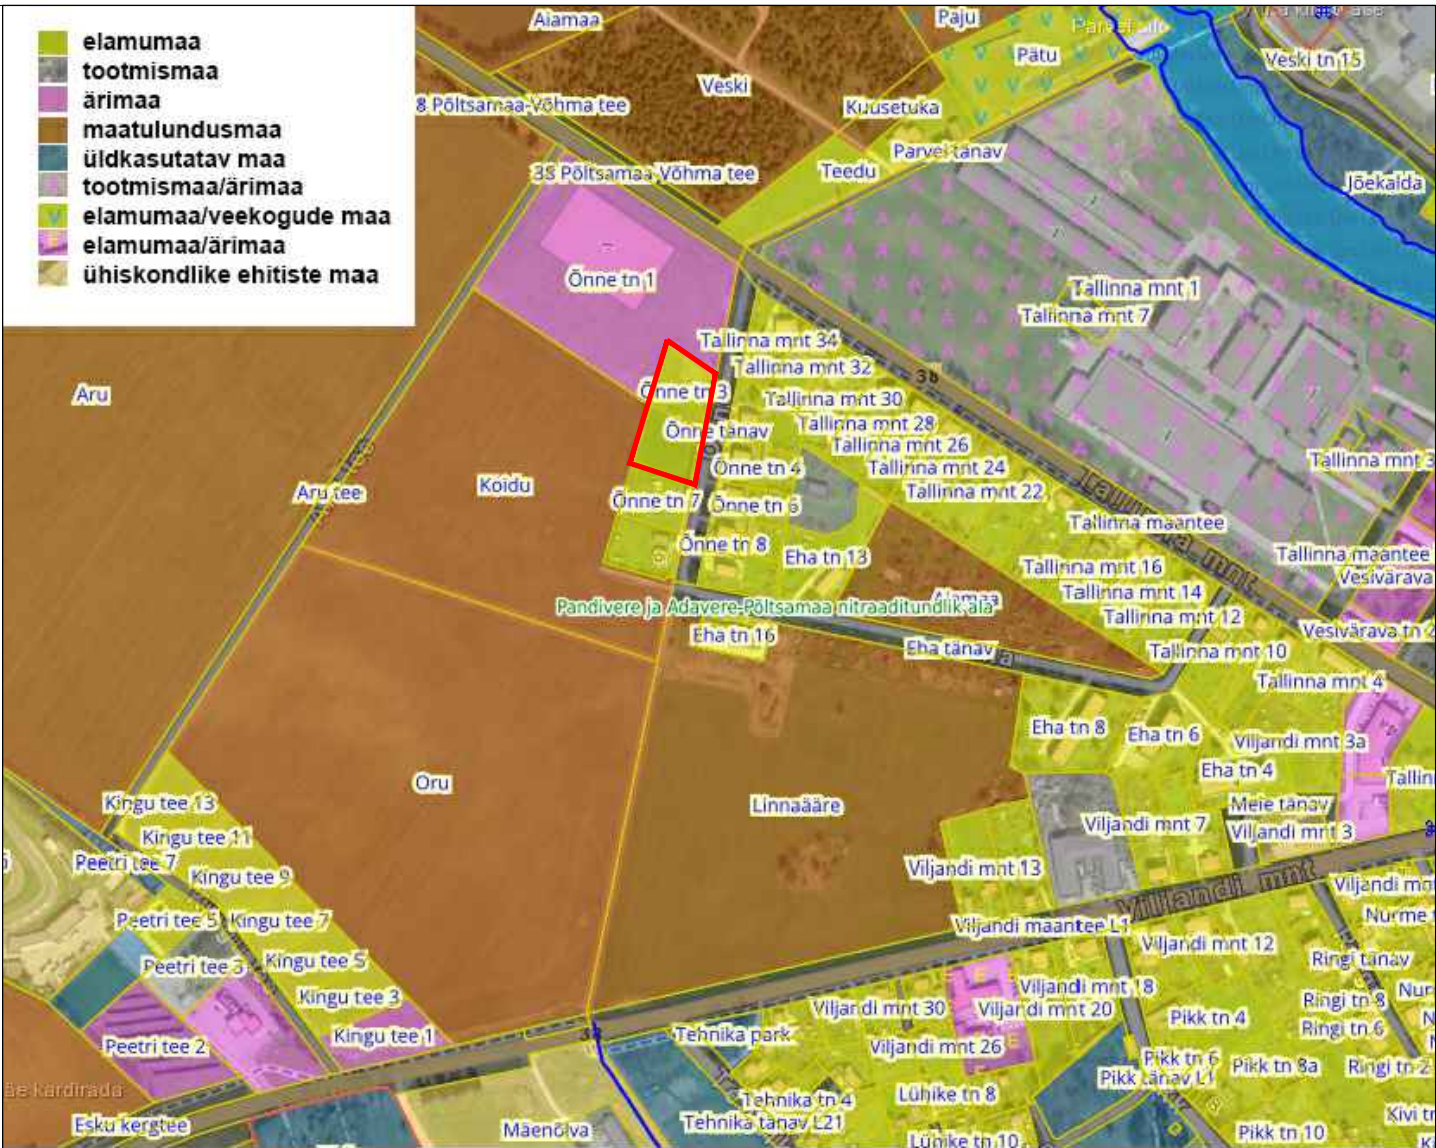 elamumaa
tootmismaa
ärimaa
maatulundusmaa
üldkasutatav maa
tootmismaa/ärimaa
elamumaa/veekogude maa
elamumaa/ärimaa
ühiskondlike ehitiste maa
Aiamaa
Paju
Pätu
Veski tn 15
Veski
8 Põltsamaa-Võhma tee
Kuusetuka
Parvei tänav
Teedu
38 Põltsamaa-Võhma tee
Jõekalda
Õnne tn 1
Tallinna mnt 1
Tallinna mnt 7
Tallinna mnt 34
Tallinna mnt 32
38
Aru
Õnne tn 3
Tallinna mnt 30
Tallinna mnt 28
Õnne tänav
Tallinna mnt 26
Tallinna mnt 24
Õnne tn 4
Tallinna mnt 3
Tallinna mnt 22
Koidu
Aru tee
Õnne tn 7
Õnne tn 6
Tallinna maantee
Tallinna mnt
Õnne tn 8
Eha tn 13
Tallinna maantee
Tallinna mnt 16
Vesivärava
Tallinna mnt 14
Aiamaa
Pandivere ja Adavere-Põltsamaa nitraaditundlik ala
Tallinna mnt 12
Vesivärava tn
Eha tn 16
Eha tänav
Tallinna mnt 10
Tallinna mnt 4
Eha tn 8
Eha tn 6
Viljandi mnt 3a
Eha tn 4
Tallin
Oru
Linnaääre
Meie tänav
Kingu tee 13
Viljandi mnt 7
Viljandi mnt 3
Kingu tee 11
Peetri tee 7
Viljandi mnt 13
Kingu tee 9
Viljandi mnt
Viljandi mn
Peetri tee 5
Kingu tee 7
Viljandi maantee L1
Nurme
Viljandi mnt 12
Peetri tee 3
Kingu tee 5
Ringi tänav
Kingu tee 3
Viljandi mnt 18
Viljandi mnt 30
Viljandi mnt 20
Ringi tn 8
Nur
Pikk tn 4
Ringi tn 6
Kingu tee 1
38
Tehnika park
Peetri tee 2
Viljandi mnt 26
Pikk tn 6
Pikk tn 8a
Ringi tn 2
Pikk tänav L1
se kardirada
Tehnika tn 4
Lühike tn 8
Esku kergtee
Mäenõlva
Tehnika tänav L21
Lühike tn 10
Pikk tn 10
Kivi t